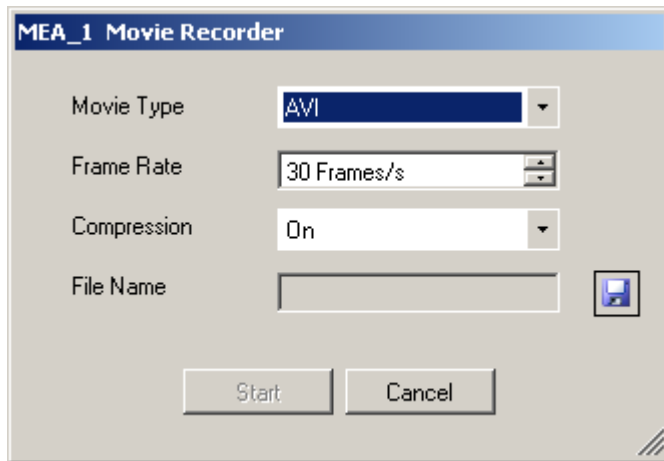 MEA_1 Movie Recorder
Movie Type AVI
Frame Rate 30 Frames/s
Compression On
File Name
Start Cancel